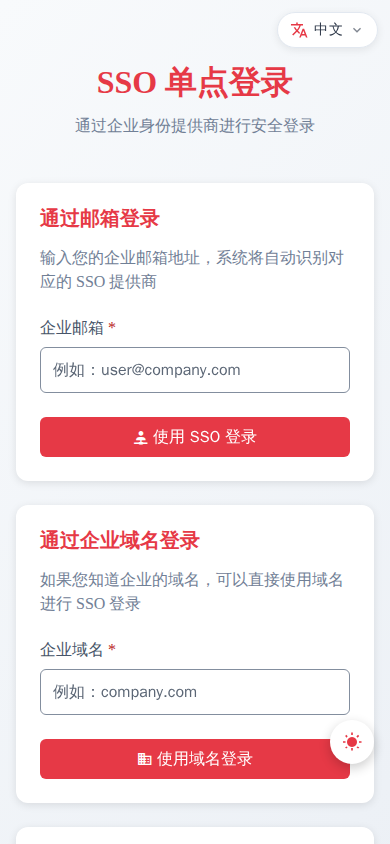 中文
SSO 单点登录
通过企业身份提供商进行安全登录
通过邮箱登录
输入您的企业邮箱地址，系统将自动识别对
应的 SSO 提供商
企业邮箱 *
例如：user@company.com
使用 SSO 登录
通过企业域名登录
如果您知道企业的域名，可以直接使用域名
进行 SSO 登录
企业域名 *
例如：company.com
使用域名登录